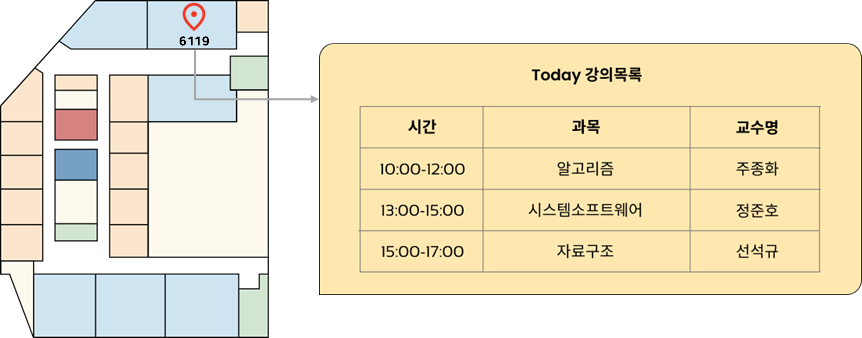 6119
Today 강의목록
시간 과목 교수명
10:00-12:00 알고리즘 주종화
13:00-15:00 시스템소프트웨어 정준호
15:00-17:00 자료구조 선석규